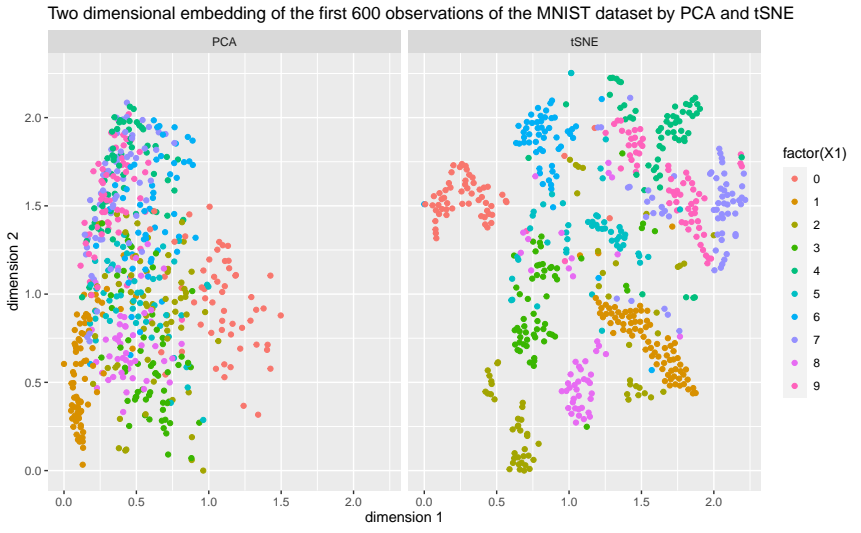 Two dimensional embedding of the first 600 observations of the MNIST dataset by PCA and tSNE
PCA
tSNE
dimension 2
2.0
1.5
1.0
0.5
0.0
0.0 0.5 1.0 1.5 2.0
0.0 0.5 1.0 1.5 2.0
dimension 1
factor(X1)
0
1
2
3
4
5
6
7
8
9